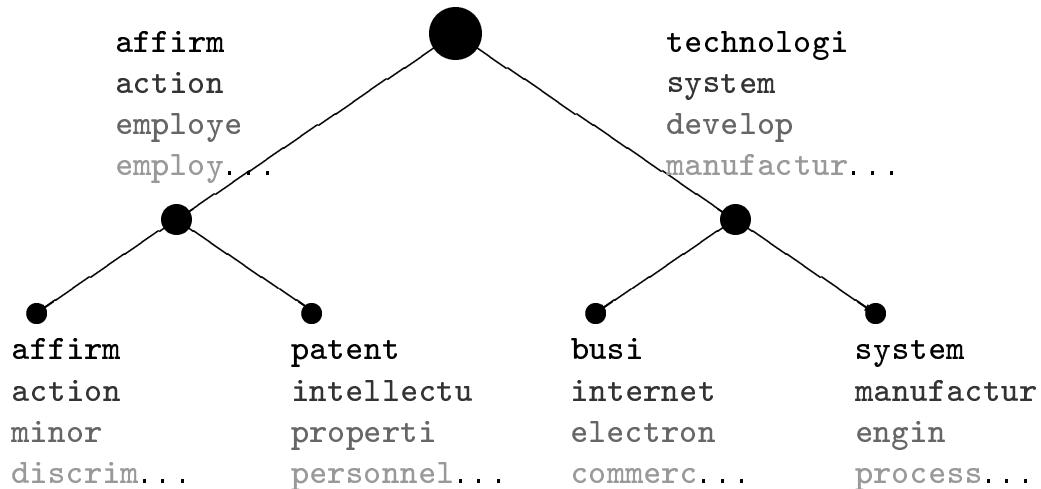 affirm
action
employe
employ...
technologi
system
develop
manufactur...
affirm
action
minor
discrim...
patent
intellectu
properti
personnel...
busi
internet
electron
commerc...
system
manufactur
engin
process...